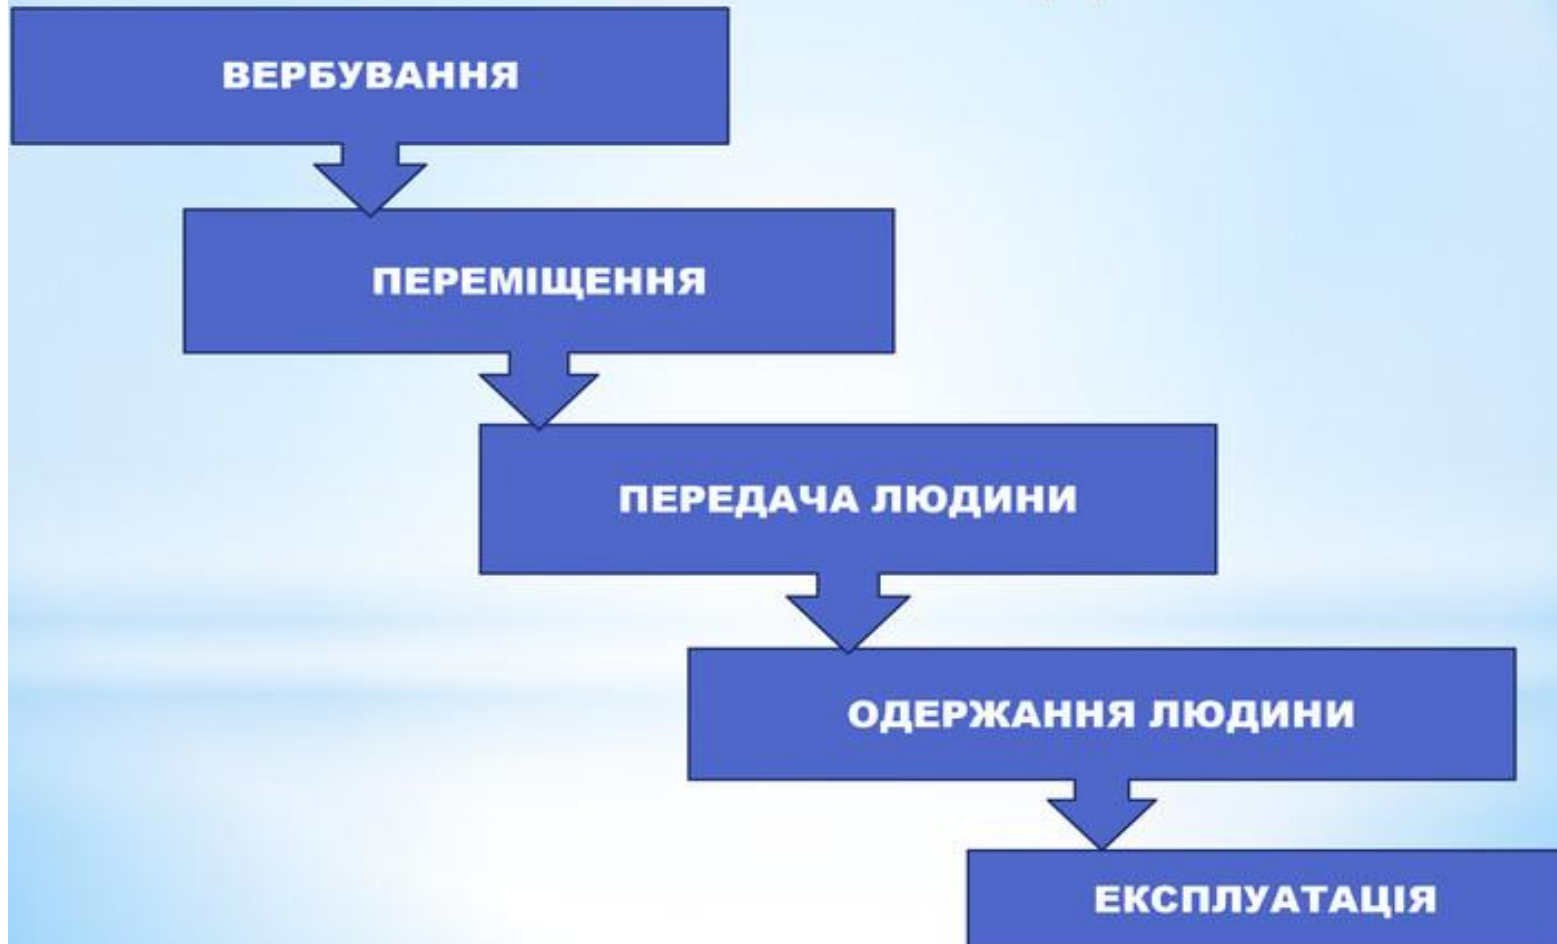 ВЕРБУВАННЯ
ПЕРЕМІЩЕННЯ
ПЕРЕДАЧА ЛЮДИНИ
ОДЕРЖАННЯ ЛЮДИНИ
ЕКСПЛУАТАЦІЯ